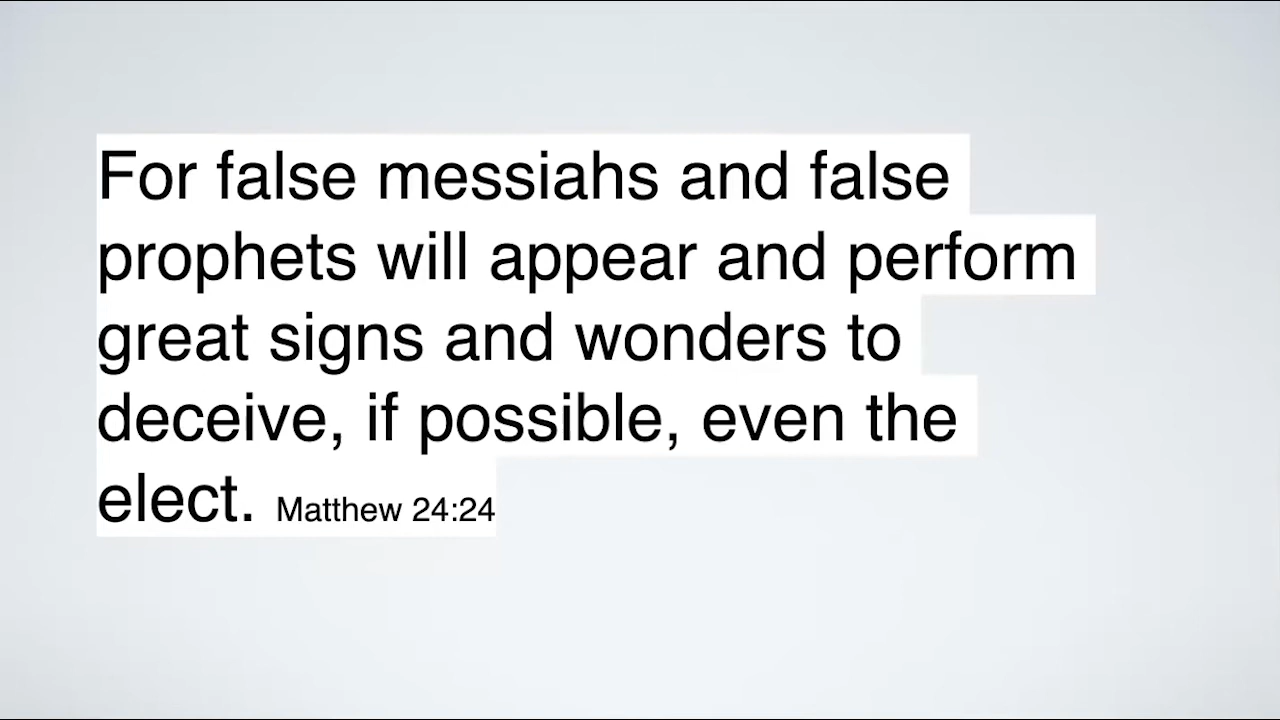 For false messiahs and false
prophets will appear and perform
great signs and wonders to
deceive, if possible, even the
elect. Matthew 24:24